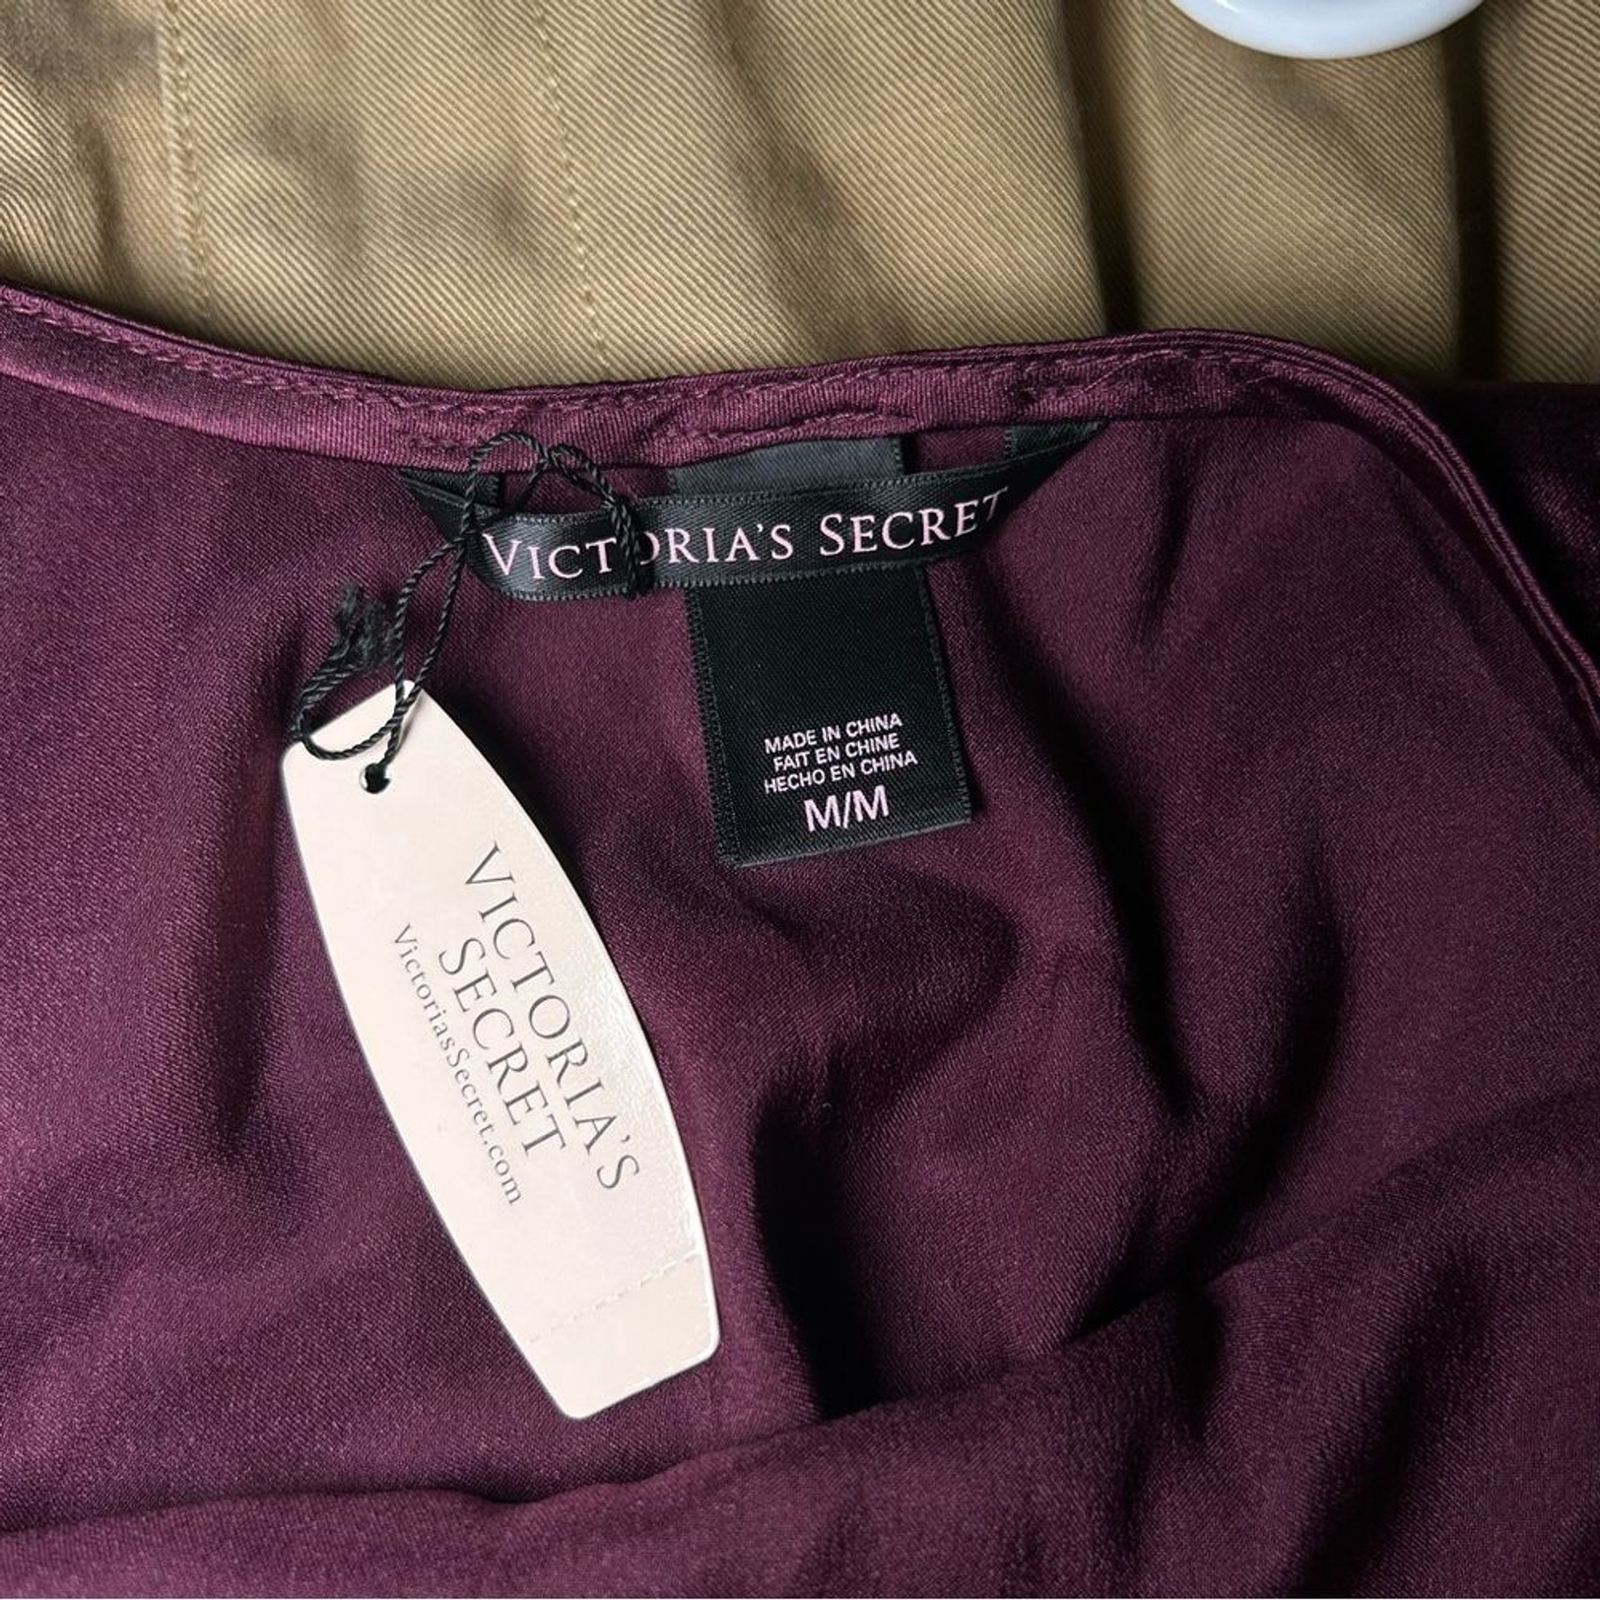 VICTORIA'S SECRET
MADE IN CHINA
FAIT EN CHINE
HECHO EN CHINA
M/M
VICTORIA'S
SECRET
VictoriasSecret.com